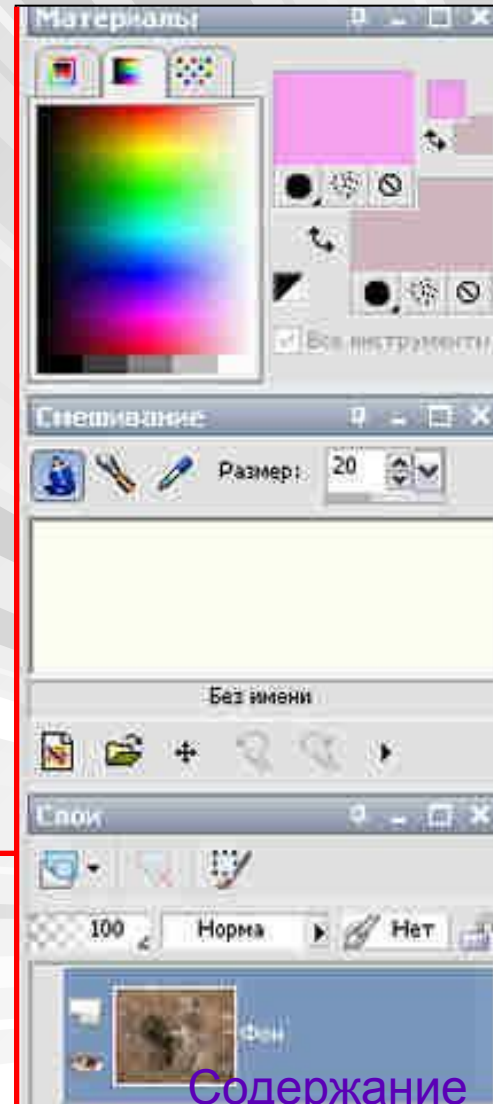 Материалы
Все инструменты
Смешивание
Размер: 20
Без имени
Слои
100 Норма Нет
Фон
Содержание